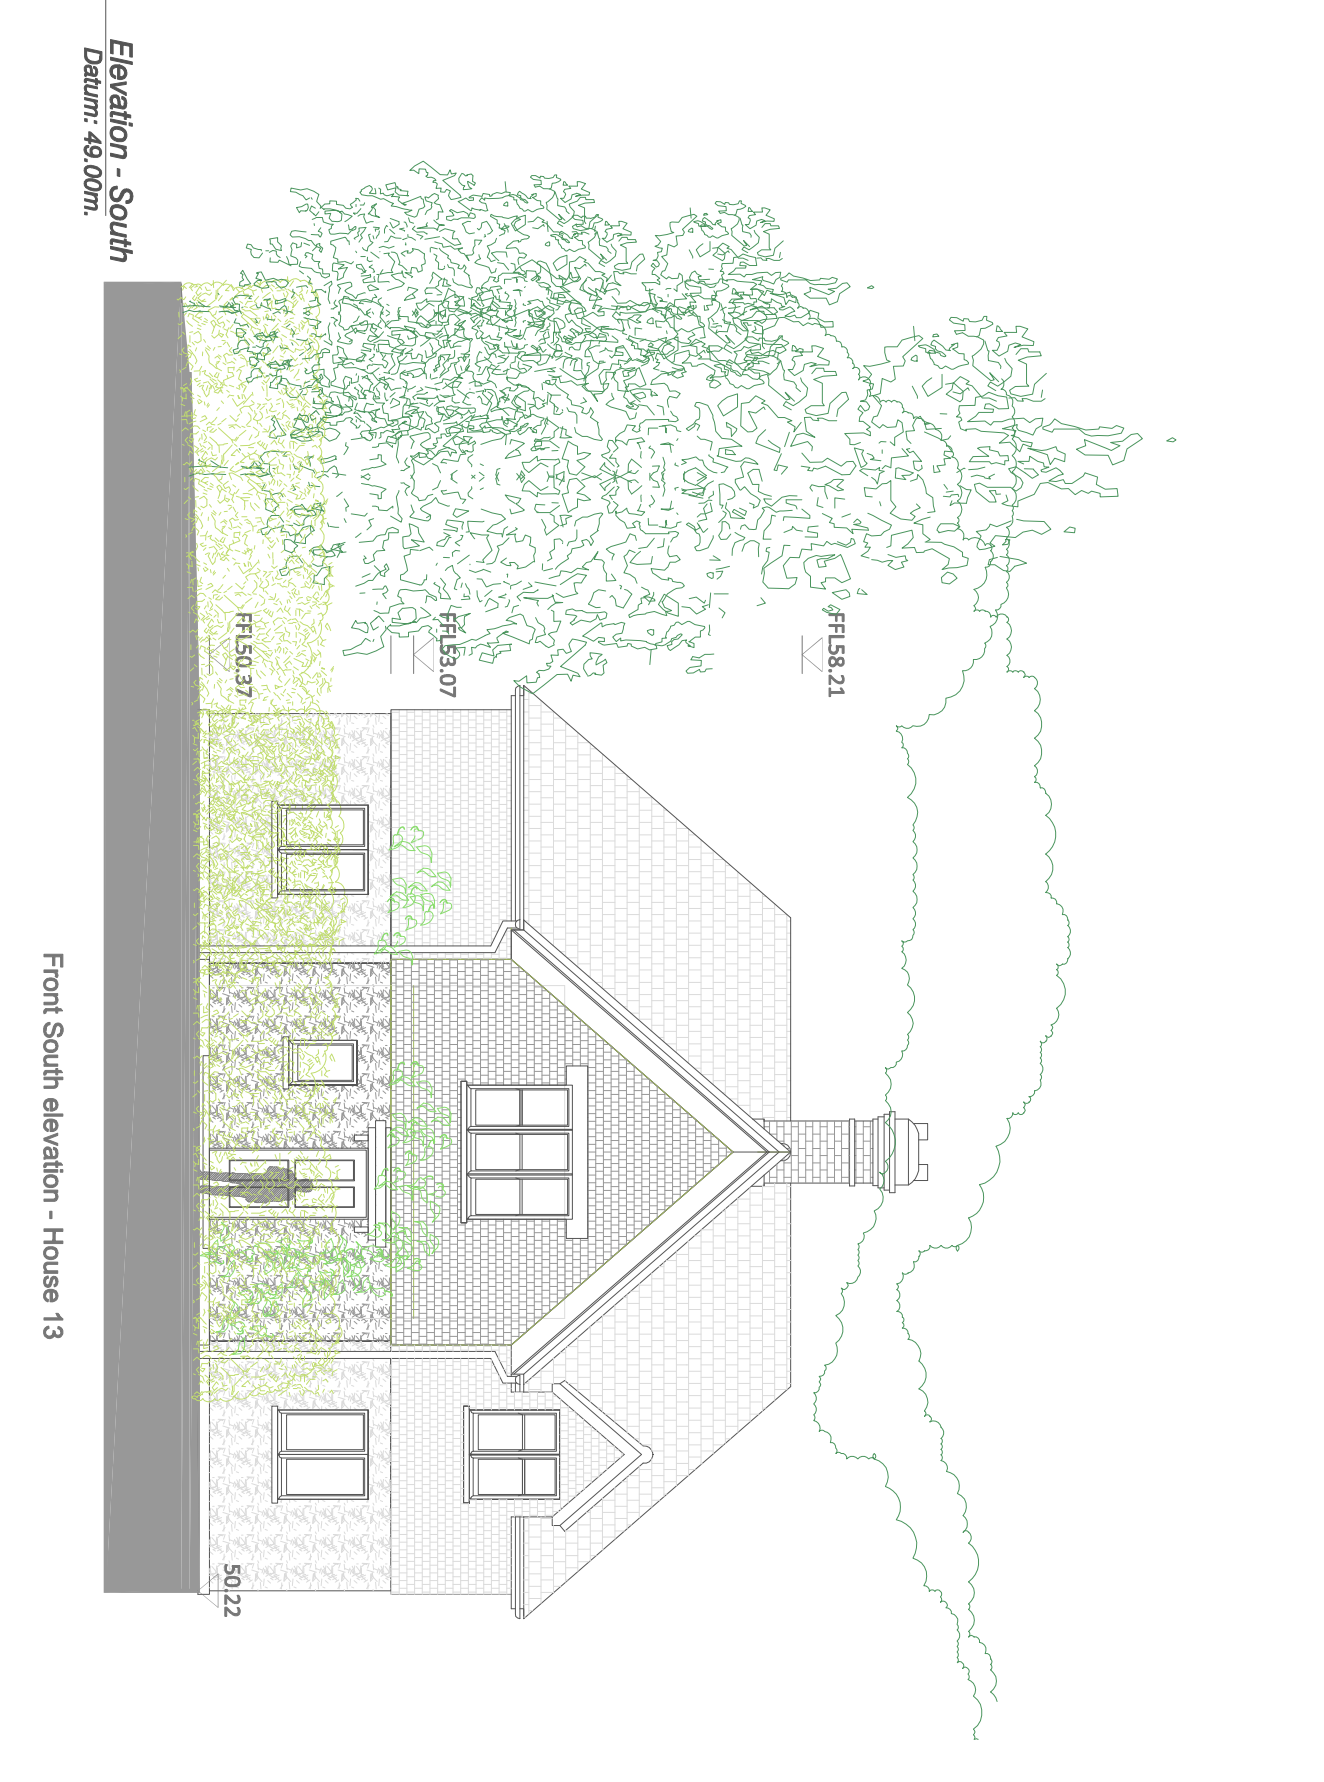 FFL58.21
FFL53.07
FFL50.37
50.22
Elevation - South
Datum: 49.00m.
Front South elevation - House 13